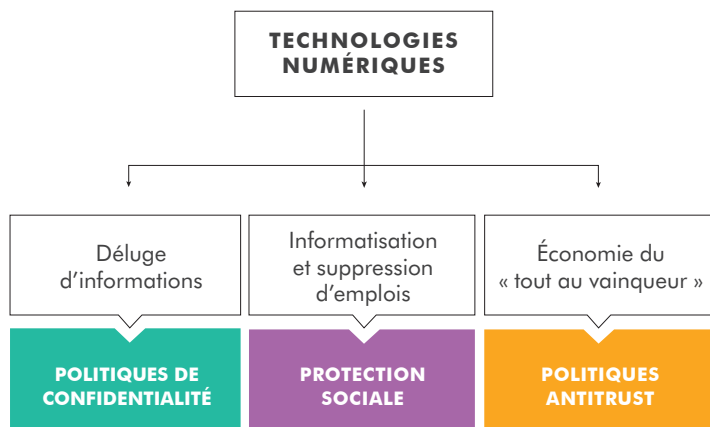 TECHNOLOGIES
NUMÉRIQUES
Déluge
d’informations
Informatisation
et suppression
d’emplois
Économie du
« tout au vainqueur »
POLITIQUES DE
CONFIDENTIALITÉ
PROTECTION
SOCIALE
POLITIQUES
ANTITRUST